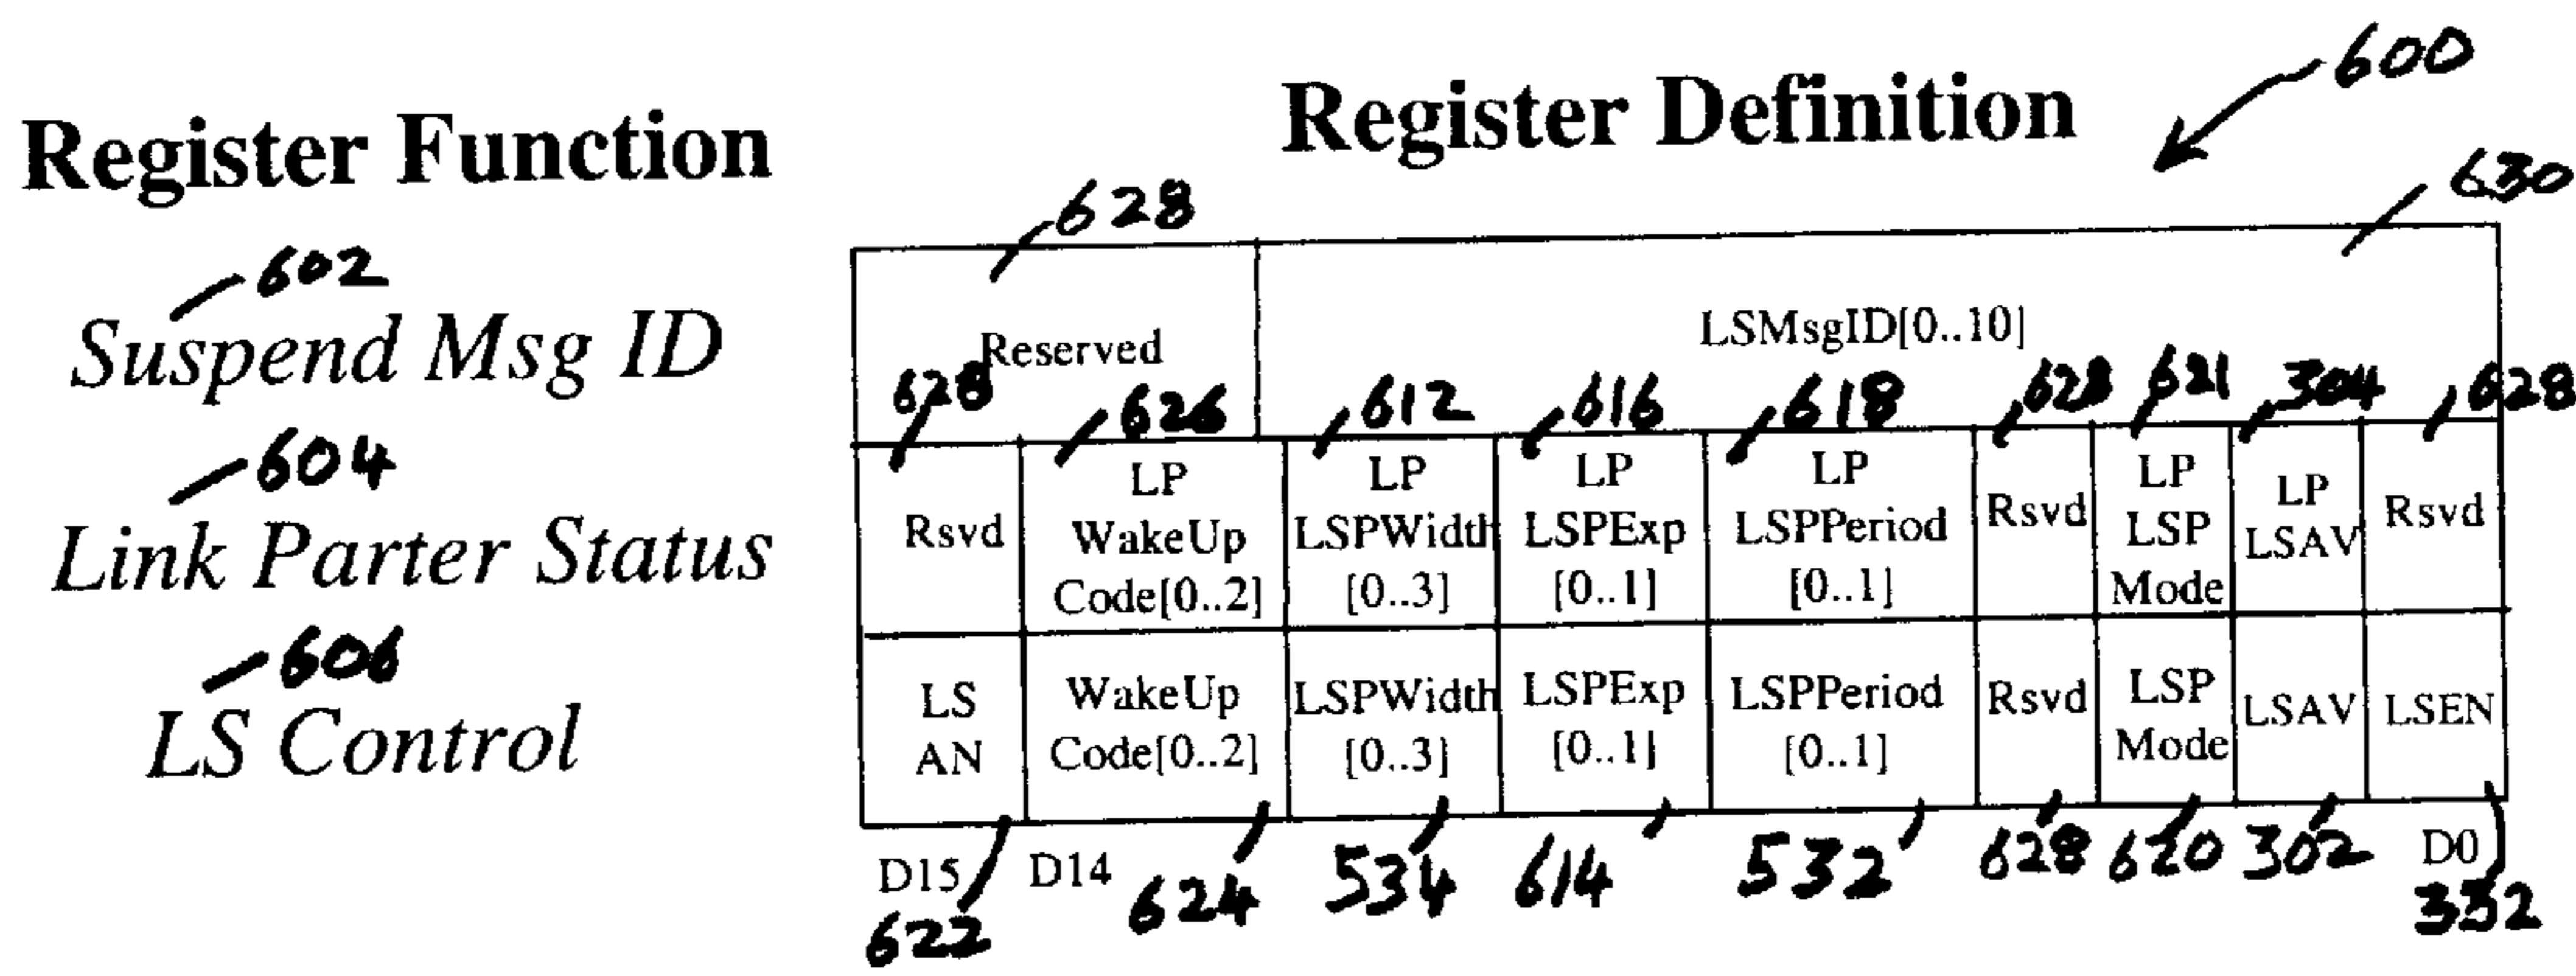 Register Function
Register Definition
600
628
630
602
Suspend Msg ID
Reserved
LSMsgID[0..10]
628
626
612
616
618
628
621
304
628
604
Link Parter Status
Rsvd
LP
WakeUp
Code[0..2]
LP
LSPWidth
[0..3]
LP
LSPExp
[0..1]
LP
LSPPeriod
[0..1]
Rsvd
LP
LSP
Mode
LP
LSAV
Rsvd
606
LS Control
LS
AN
WakeUp
Code[0..2]
LSPWidth
[0..3]
LSPExp
[0..1]
LSPPeriod
[0..1]
Rsvd
LSP
Mode
LSAV
LSEN
D15
D14
D0
622
624
534
614
532
628
620
302
332